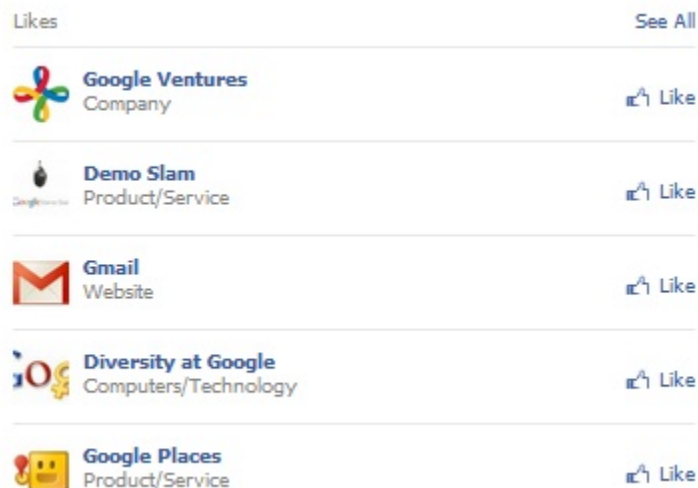 Likes See All
Google Ventures
Company
Like
Demo Slam
Product/Service
Like
Gmail
Website
Like
Diversity at Google
Computers/Technology
Like
Google Places
Product/Service
Like